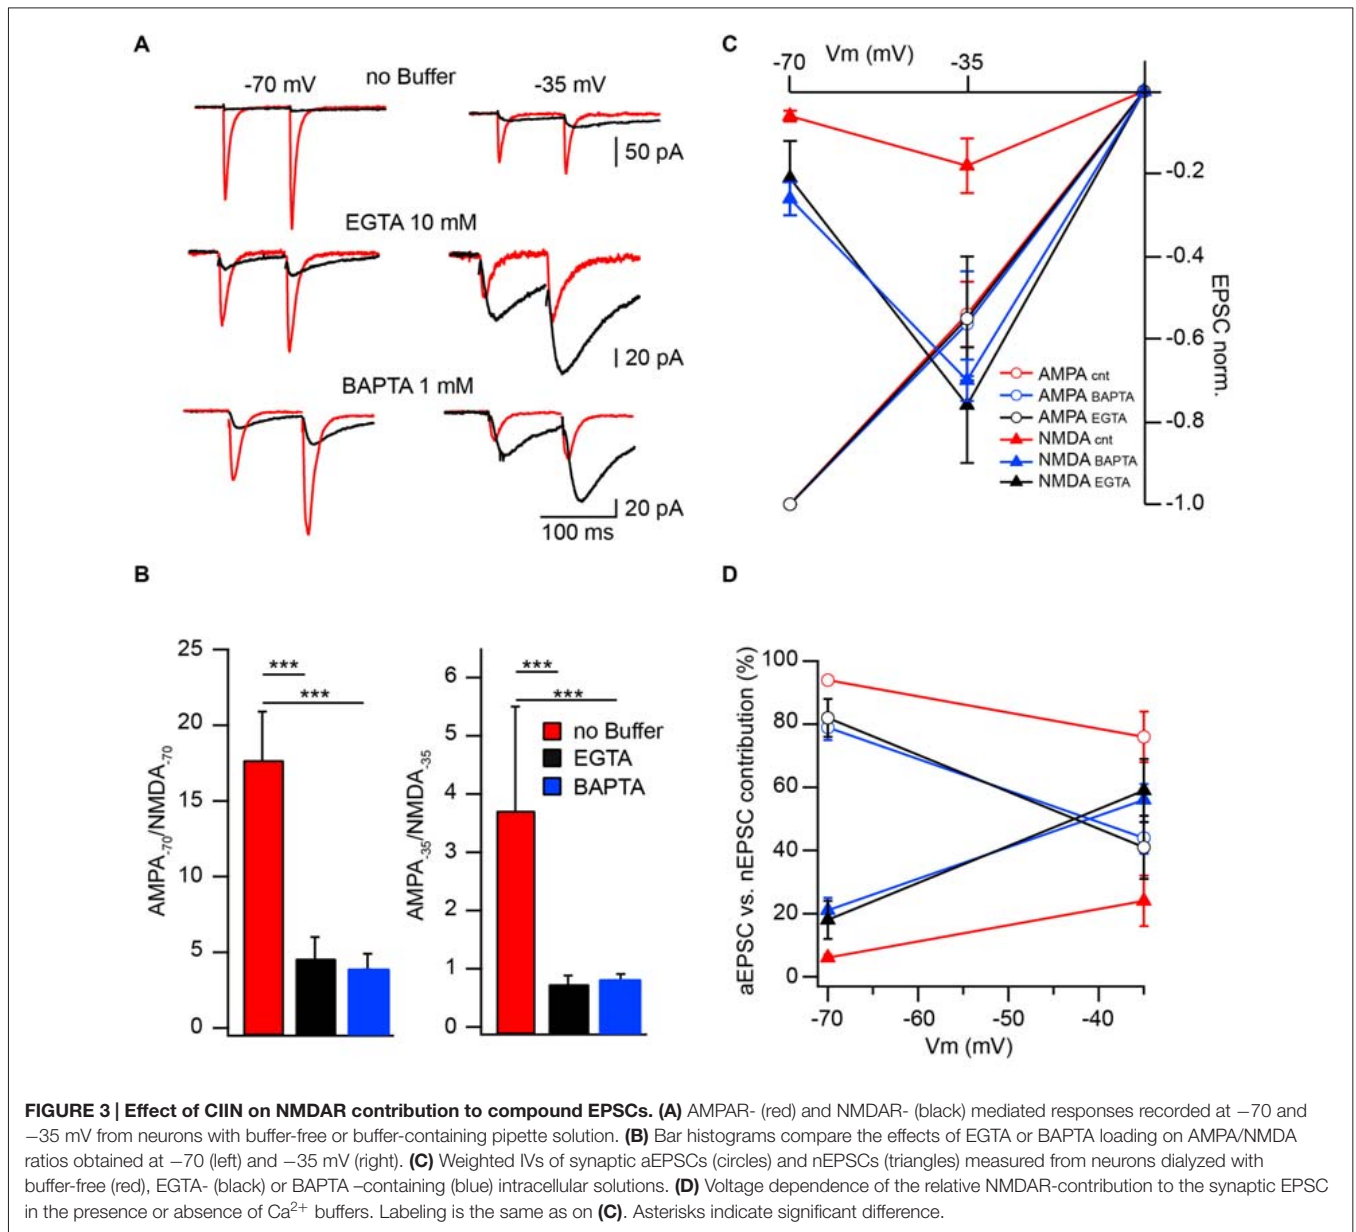 A
no Buffer
-70 mV
-35 mV
50 pA
EGTA 10 mM
20 pA
BAPTA 1 mM
20 pA
100 ms
C
Vm (mV)
-70
-35
-0.2
-0.4
-0.6
-0.8
-1.0
EPSC norm.
AMPA cnt
AMPA BAPTA
AMPA EGTA
NMDA cnt
NMDA BAPTA
NMDA EGTA
B
25
20
15
10
5
0
AMPA-70/NMDA-70
***
***
6
5
4
3
2
1
0
AMPA-35/NMDA-35
***
***
no Buffer
EGTA
BAPTA
D
100
80
60
40
20
0
aEPSC vs. nEPSC contribution (%)
-70
-60
-50
-40
Vm (mV)
FIGURE 3 | Effect of CIIN on NMDAR contribution to compound EPSCs. (A) AMPAR- (red) and NMDAR- (black) mediated responses recorded at −70 and
−35 mV from neurons with buffer-free or buffer-containing pipette solution. (B) Bar histograms compare the effects of EGTA or BAPTA loading on AMPA/NMDA
ratios obtained at −70 (left) and −35 mV (right). (C) Weighted IVs of synaptic aEPSCs (circles) and nEPSCs (triangles) measured from neurons dialyzed with
buffer-free (red), EGTA- (black) or BAPTA –containing (blue) intracellular solutions. (D) Voltage dependence of the relative NMDAR-contribution to the synaptic EPSC
in the presence or absence of Ca2+ buffers. Labeling is the same as on (C). Asterisks indicate significant difference.